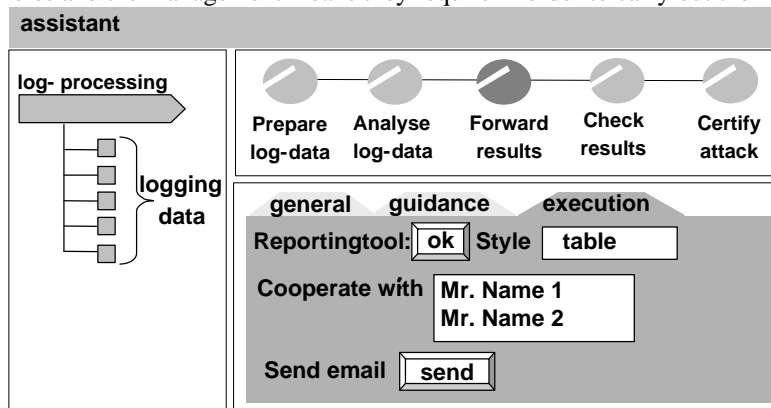 assistant
log- processing
logging
data
Prepare
log-data
Analyse
log-data
Forward
results
Check
results
Certify
attack
general guidance execution
Reportingtool: ok Style table
Cooperate with Mr. Name 1
Mr. Name 2
Send email send